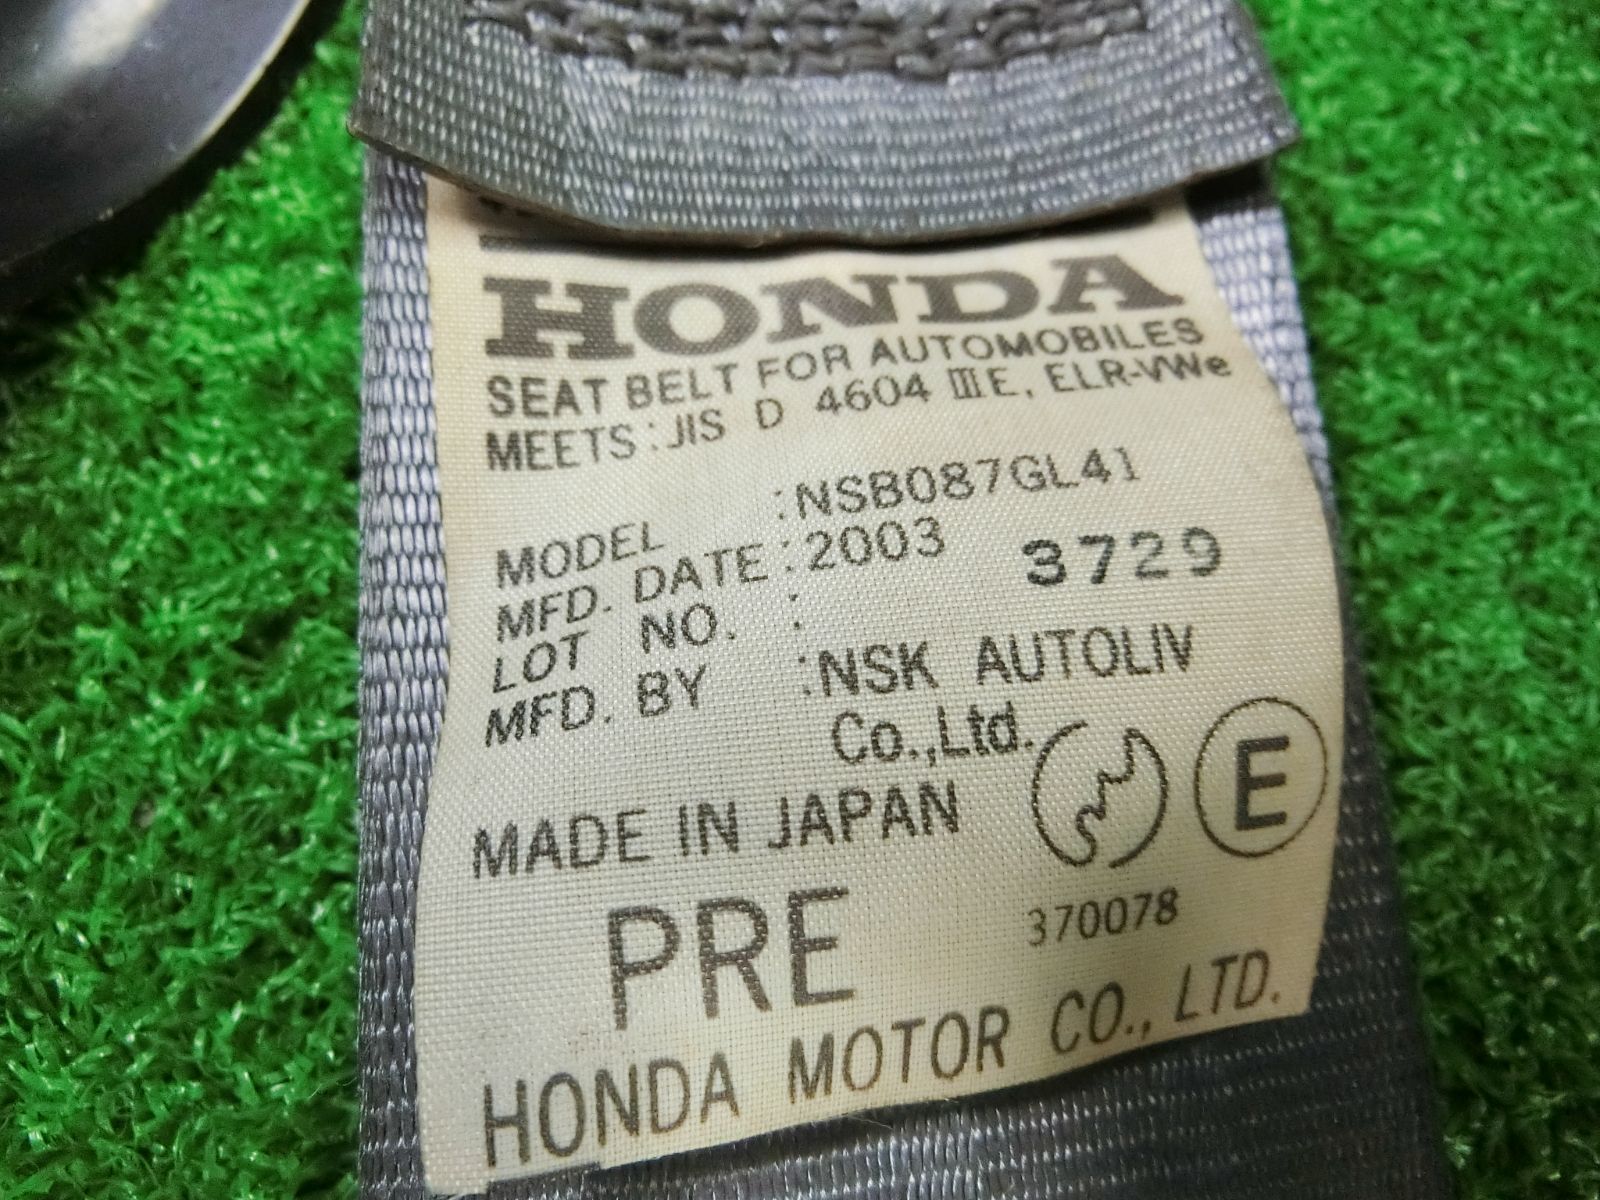 HONDA
SEAT BELT FOR AUTOMOBILES
MEETS:JIS D 4604 ⅢE, ELR-VWe
MODEL :NSB087GL41
MFD. DATE:2003 3729
LOT NO. :
MFD. BY :NSK AUTOLIV
Co.,Ltd.
MADE IN JAPAN
E
PRE 370078
HONDA MOTOR CO., LTD.